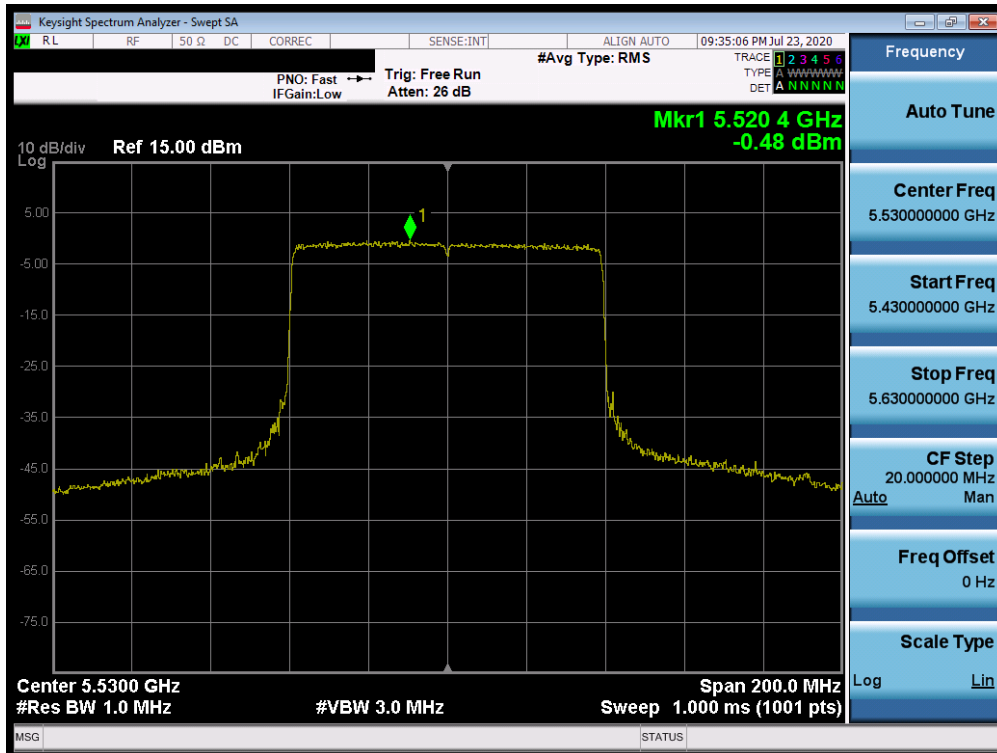 Keysight Spectrum Analyzer - Swept SA
LXI RL RF 50 Ω DC CORREC SENSE:INT ALIGN AUTO 09:35:06 PM Jul 23, 2020
PNO: Fast
IFGain:Low
Trig: Free Run
Atten: 26 dB
#Avg Type: RMS
TRACE 1 2 3 4 5 6
TYPE A WWWWWW
DET A N N N N N
Mkr1 5.520 4 GHz
-0.48 dBm
10 dB/div Ref 15.00 dBm
Log
1
5.00
-5.00
-15.0
-25.0
-35.0
-45.0
-55.0
-65.0
-75.0
Center 5.5300 GHz Span 200.0 MHz
#Res BW 1.0 MHz #VBW 3.0 MHz Sweep 1.000 ms (1001 pts)
MSG STATUS
Frequency
Auto Tune
Center Freq
5.530000000 GHz
Start Freq
5.430000000 GHz
Stop Freq
5.630000000 GHz
CF Step
20.000000 MHz
Auto Man
Freq Offset
0 Hz
Scale Type
Log Lin